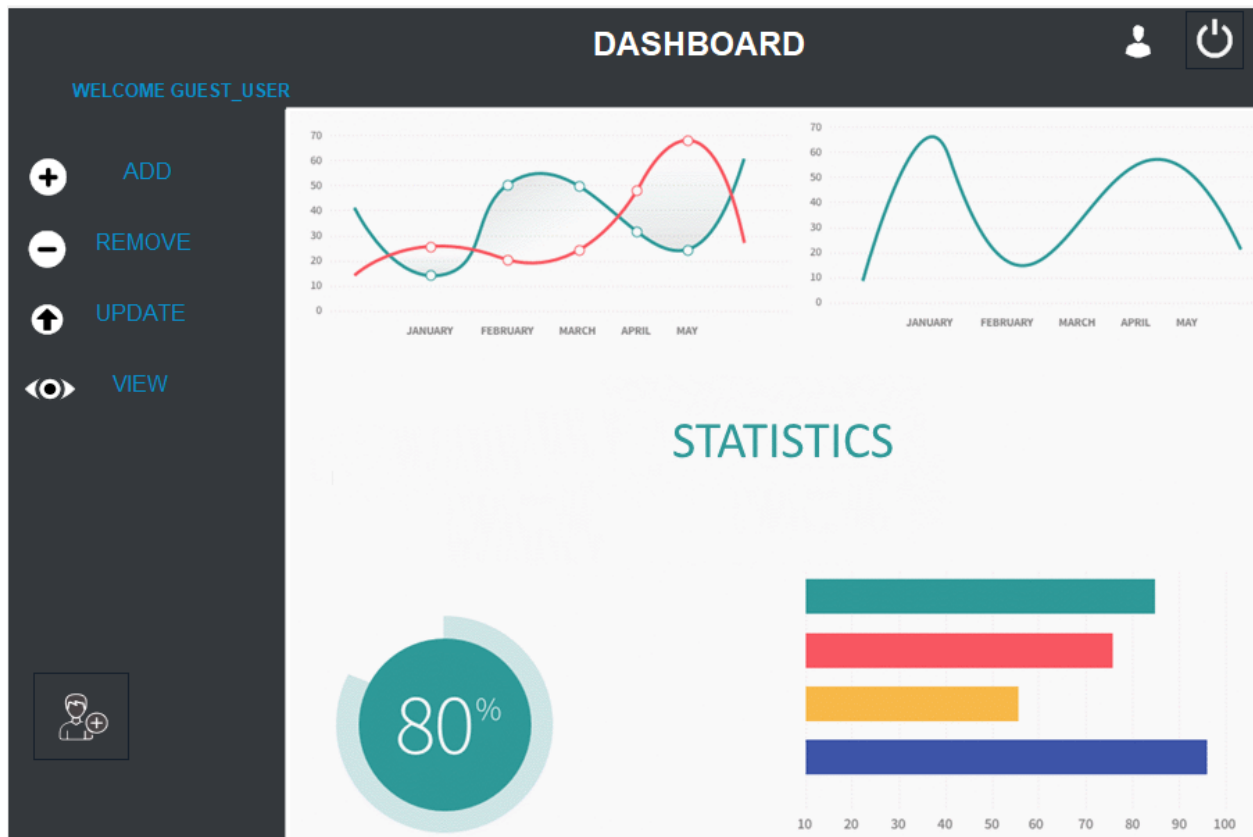 DASHBOARD
WELCOME GUEST_USER
ADD
REMOVE
UPDATE
VIEW
70
60
50
40
30
20
10
0
JANUARY FEBRUARY MARCH APRIL MAY
70
60
50
40
30
20
10
0
JANUARY FEBRUARY MARCH APRIL MAY
STATISTICS
80%
10 20 30 40 50 60 70 80 90 100